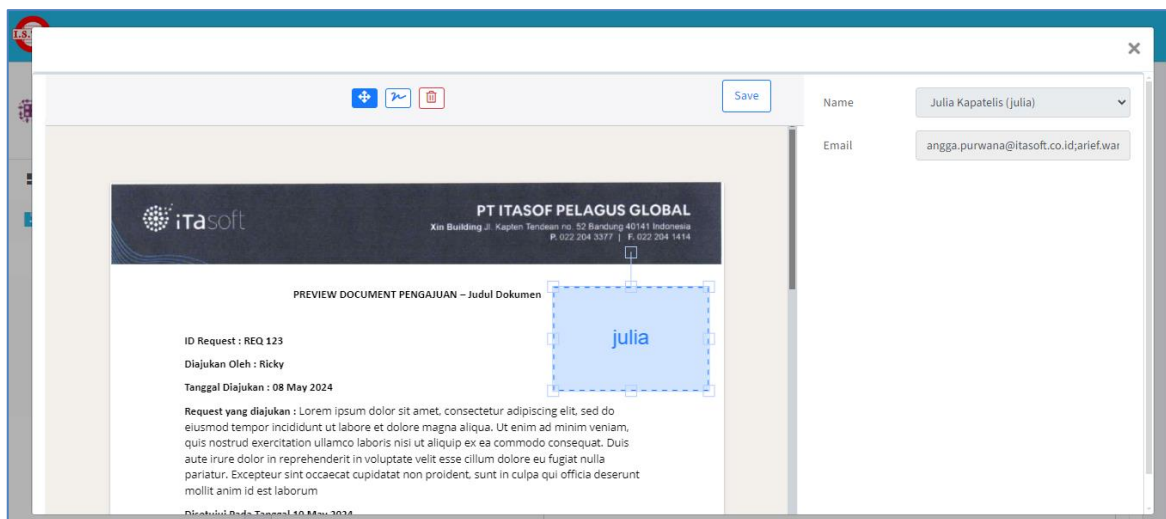 I.S.
×
Save
Name
Julia Kapatelis (julia)
Email
angga.purwana@itasoft.co.id;arief.war
iTasoft
PT ITASOF PELAGUS GLOBAL
Xin Building Jl. Kapten Tendean no. 52 Bandung 40141 Indonesia
P. 022 204 3377 | F. 022 204 1414
PREVIEW DOCUMENT PENGAJUAN – Judul Dokumen
julia
ID Request : REQ 123
Diajukan Oleh : Ricky
Tanggal Diajukan : 08 May 2024
Request yang diajukan : Lorem ipsum dolor sit amet, consectetur adipiscing elit, sed do
eiusmod tempor incididunt ut labore et dolore magna aliqua. Ut enim ad minim veniam,
quis nostrud exercitation ullamco laboris nisi ut aliquip ex ea commodo consequat. Duis
aute irure dolor in reprehenderit in voluptate velit esse cillum dolore eu fugiat nulla
pariatur. Excepteur sint occaecat cupidatat non proident, sunt in culpa qui officia deserunt
mollit anim id est laborum
Disetujui Pada Tanggal 10 May 2024